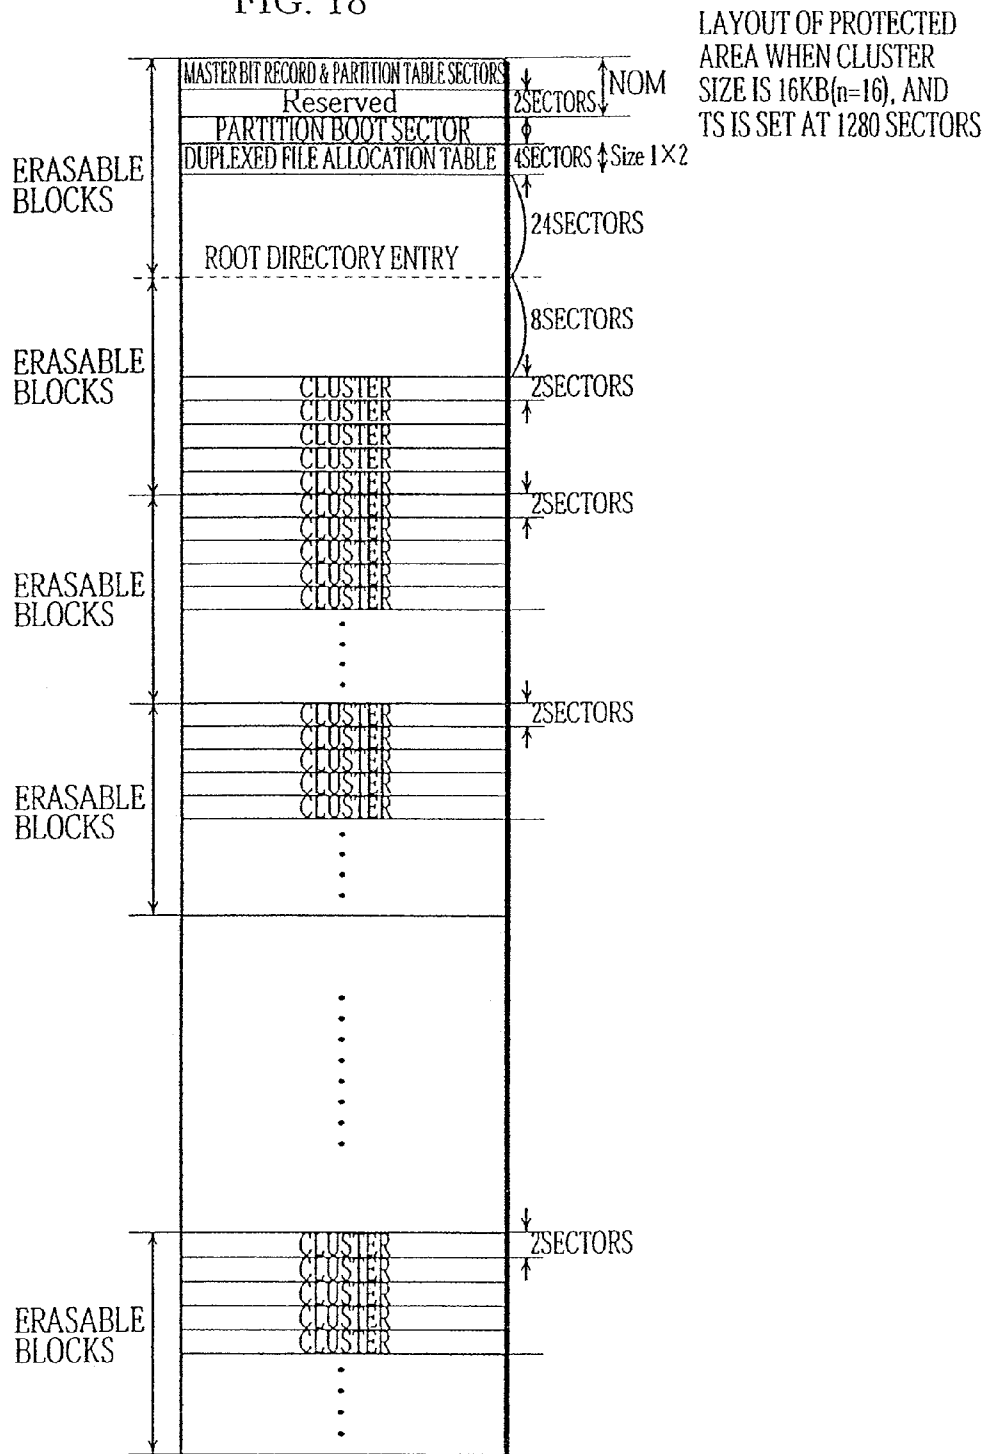 FIG. 18
LAYOUT OF PROTECTED
AREA WHEN CLUSTER
SIZE IS 16KB(n=16), AND
TS IS SET AT 1280 SECTORS
MASTER BIT RECORD & PARTITION TABLE SECTORS
NOM
Reserved
2SECTORS
PARTITION BOOT SECTOR
DUPLEXED FILE ALLOCATION TABLE
4SECTORS
Size 1×2
ERASABLE
BLOCKS
24SECTORS
ROOT DIRECTORY ENTRY
8SECTORS
ERASABLE
BLOCKS
CLUSTER
2SECTORS
CLUSTER
CLUSTER
CLUSTER
CLUSTER
CLUSTER
2SECTORS
CLUSTER
CLUSTER
CLUSTER
CLUSTER
ERASABLE
BLOCKS
CLUSTER
2SECTORS
CLUSTER
CLUSTER
CLUSTER
CLUSTER
ERASABLE
BLOCKS
CLUSTER
2SECTORS
CLUSTER
CLUSTER
CLUSTER
CLUSTER
ERASABLE
BLOCKS